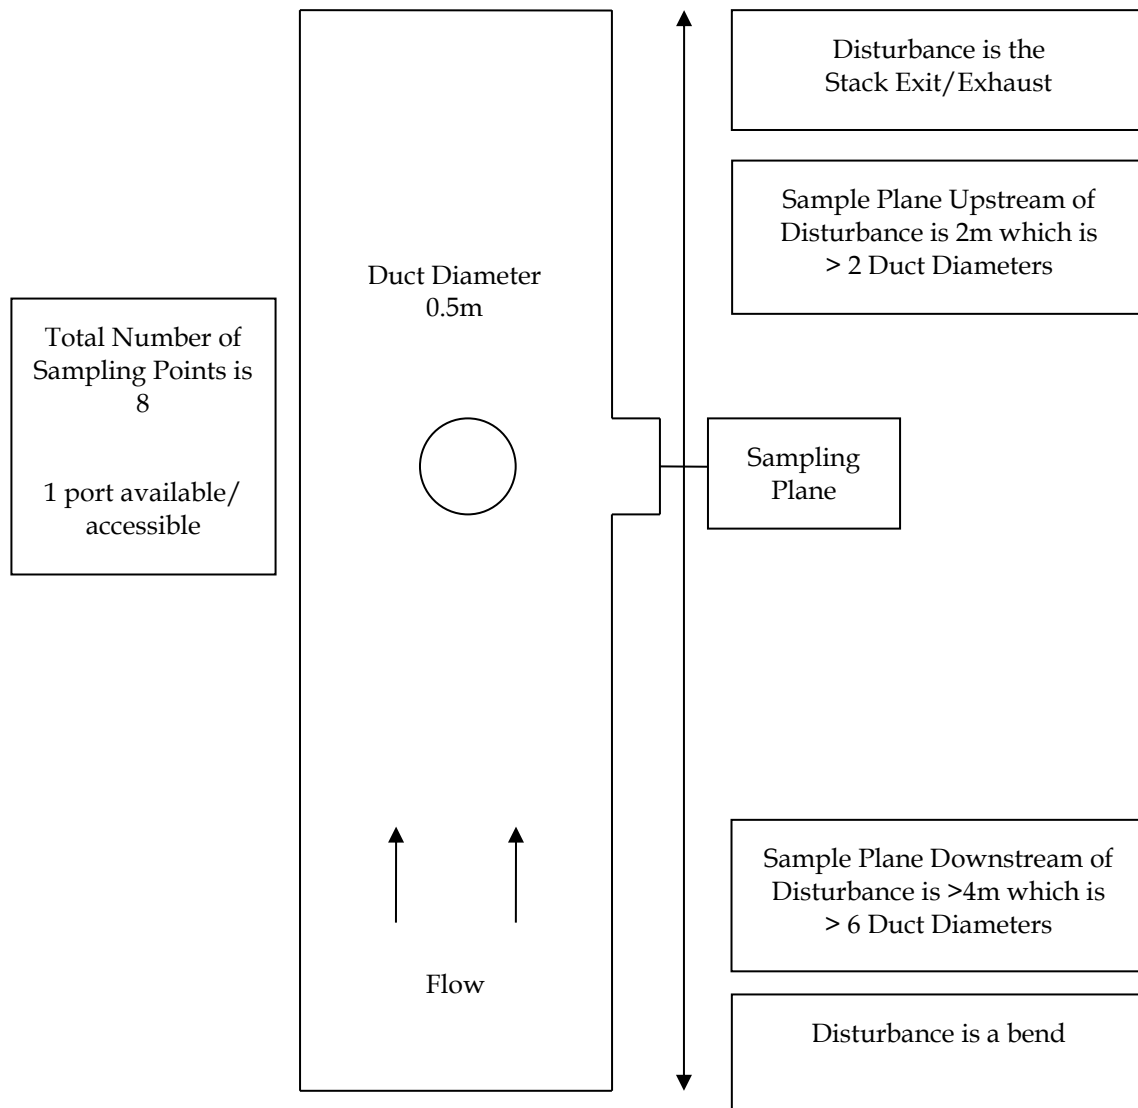 Disturbance is the
Stack Exit/Exhaust
Sample Plane Upstream of
Disturbance is 2m which is
> 2 Duct Diameters
Duct Diameter
0.5m
Total Number of
Sampling Points is
8
1 port available/
accessible
Sampling
Plane
Sample Plane Downstream of
Disturbance is >4m which is
> 6 Duct Diameters
Flow
Disturbance is a bend